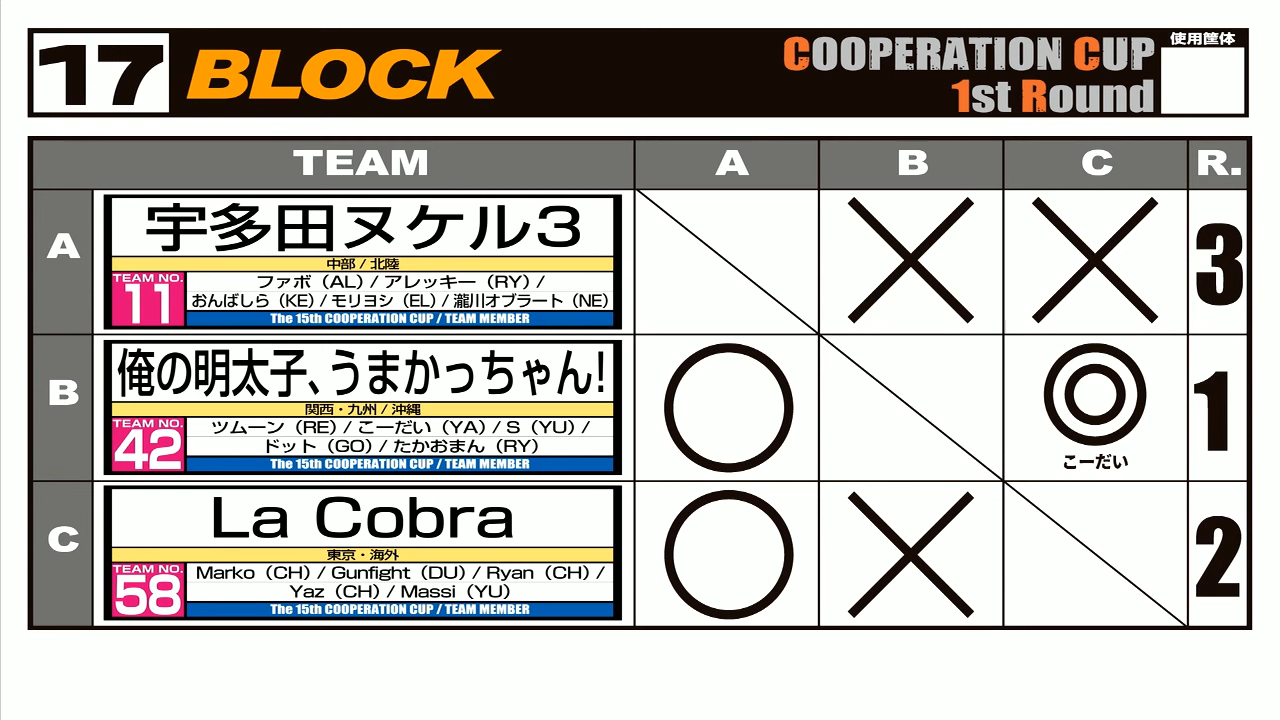 17 BLOCK
COOPERATION CUP
1st Round
使用筐体
TEAM A B C R.
A
宇多田ヌケル3
中部 / 北陸
TEAM NO.
11
ファボ（AL）/ アレッキー（RY）/
おんばしら（KE）/ モリヨシ（EL）/ 瀧川オブラート（NE）
The 15th COOPERATION CUP / TEAM MEMBER
3
B
俺の明太子、うまかっちゃん!
関西・九州 / 沖縄
TEAM NO.
42
ツムーン（RE）/ こーだい（YA）/ S（YU）/
ドット（GO）/ たかおまん（RY）
The 15th COOPERATION CUP / TEAM MEMBER
こーだい
1
C
La Cobra
東京・海外
TEAM NO.
58
Marko（CH）/ Gunfight（DU）/ Ryan（CH）/
Yaz（CH）/ Massi（YU）
The 15th COOPERATION CUP / TEAM MEMBER
2